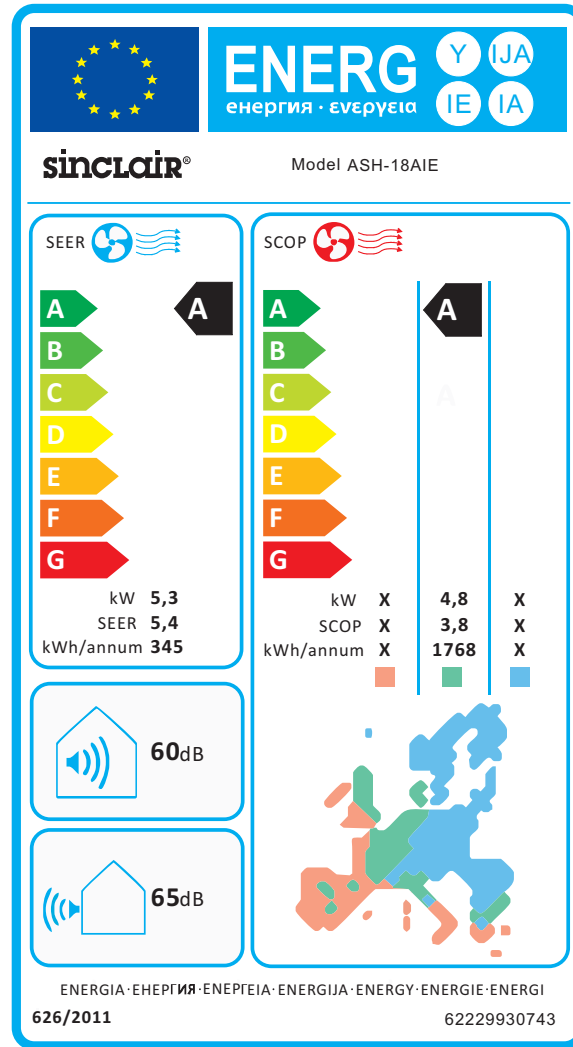 ENERG
енергия · ενεργεια
Y IJA
IE IA
sinclair®
Model ASH-18AIE
SEER
A
A
B
C
D
E
F
G
kW 5,3
SEER 5,4
kWh/annum 345
SCOP
A
A
B
C
A
D
E
F
G
kW X 4,8 X
SCOP X 3,8 X
kWh/annum X 1768 X
60dB
65dB
ENERGIA·ЕНЕРГИЯ·ΕΝΕΡΓΕΙΑ·ENERGIJA·ENERGY·ENERGIE·ENERGI
626/2011
62229930743